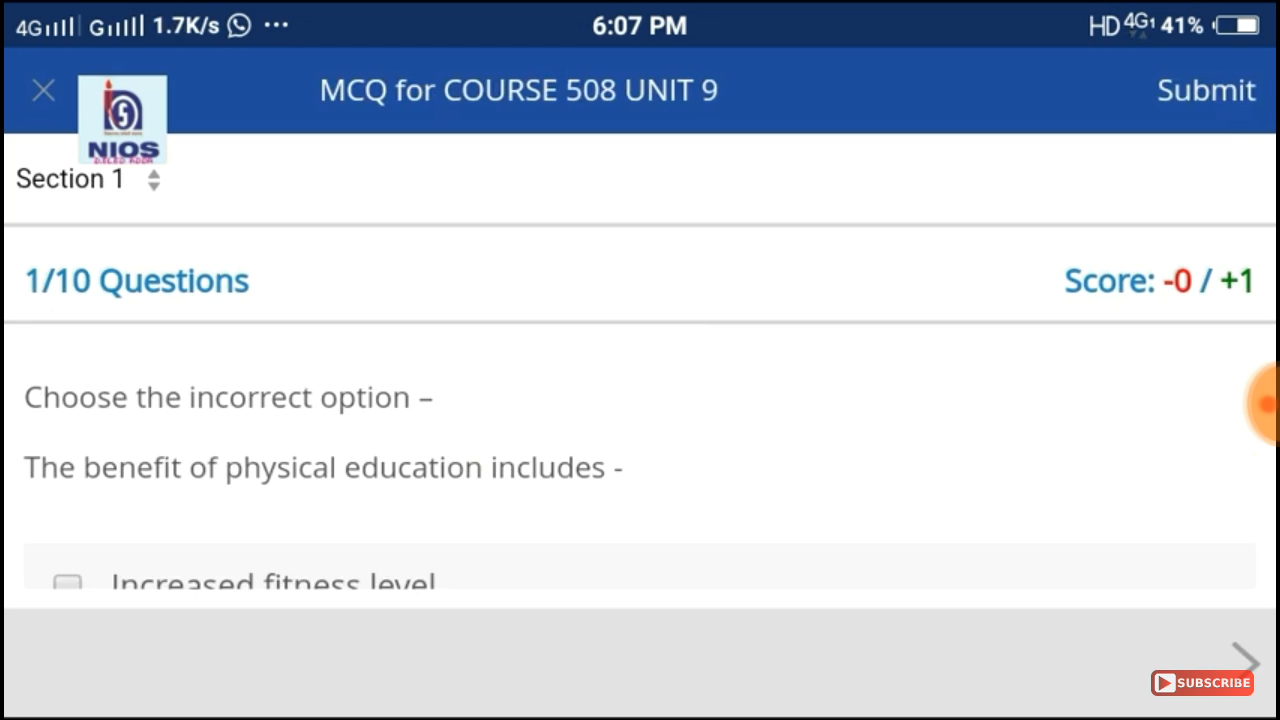 4G G 1.7K/s ... 6:07 PM HD 4G 41%
MCQ for COURSE 508 UNIT 9 Submit
NIOS
Section 1
1/10 Questions Score: -0 / +1
Choose the incorrect option –
The benefit of physical education includes -
Increased fitness level
SUBSCRIBE